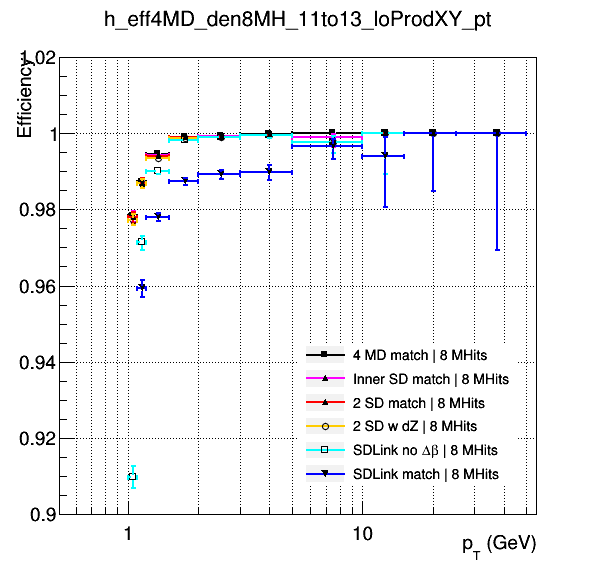 h_eff4MD_den8MH_11to13_loProdXY_pt
Efficiency
1.02
1
0.98
0.96
0.94
0.92
0.9
4 MD match | 8 MHits
Inner SD match | 8 MHits
2 SD match | 8 MHits
2 SD w dZ | 8 MHits
SDLink no Δβ | 8 MHits
SDLink match | 8 MHits
1
10
p_T (GeV)